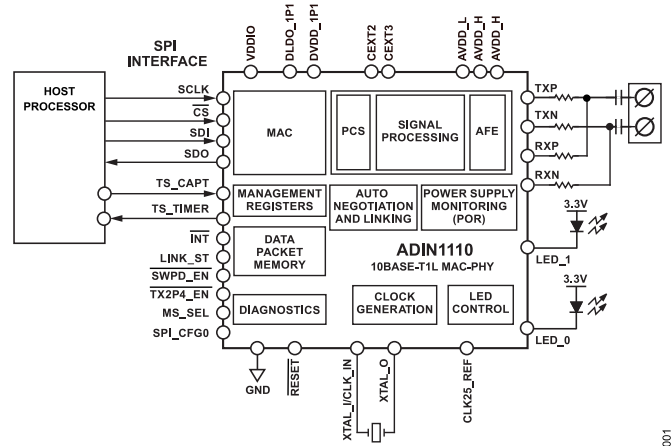 VDDIO
DLDO_1P1
DVDD_1P1
CEXT2
CEXT3
AVDD_L
AVDD_H
AVDD_H
SPI
INTERFACE
HOST
PROCESSOR
SCLK
CS
SDI
SDO
TS_CAPT
TS_TIMER
INT
LINK_ST
SWPD_EN
TX2P4_EN
MS_SEL
SPI_CFG0
MAC
PCS
SIGNAL
PROCESSING
AFE
MANAGEMENT
REGISTERS
AUTO
NEGOTIATION
AND LINKING
POWER SUPPLY
MONITORING
(POR)
DATA
PACKET
MEMORY
ADIN1110
10BASE-T1L MAC-PHY
DIAGNOSTICS
CLOCK
GENERATION
LED
CONTROL
TXP
TXN
RXP
RXN
3.3V
LED_1
3.3V
LED_0
GND
RESET
XTAL_I/CLK_IN
XTAL_O
CLK25_REF
001